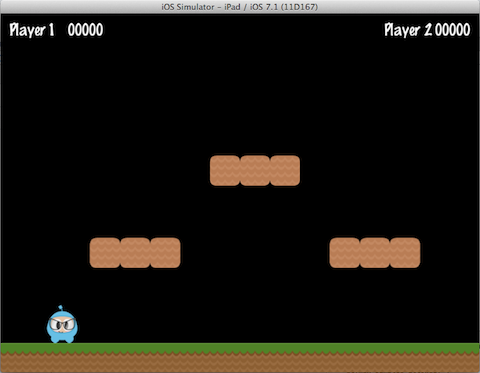 iOS Simulator – iPad / iOS 7.1 (11D167)
Player 1 00000
Player 2 00000